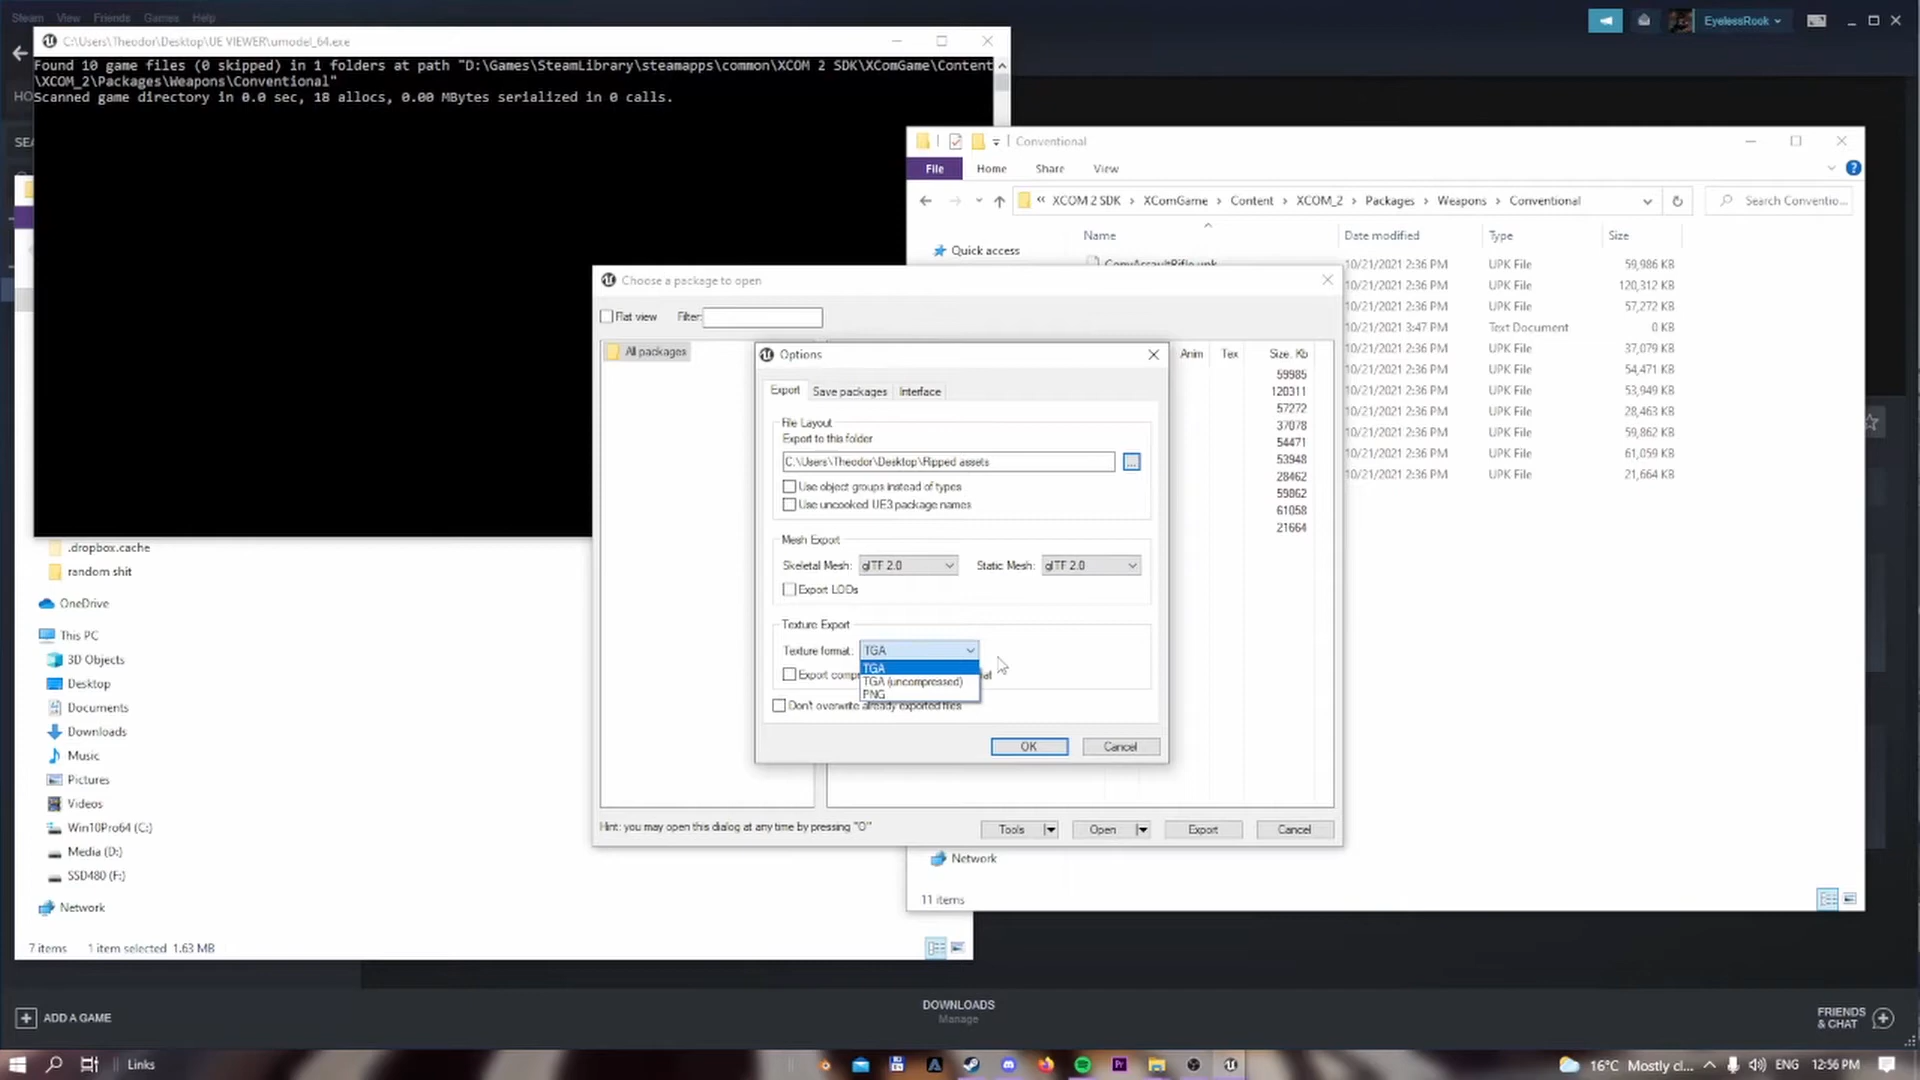 Steam View Friends Games Help
EyelessRook
C:\Users\Theodor\Desktop\UE VIEWER\umodel_64.exe
Found 10 game files (0 skipped) in 1 folders at path "D:\Games\SteamLibrary\steamapps\common\XCOM 2 SDK\XComGame\Content
\XCOM_2\Packages\Weapons\Conventional"
Scanned game directory in 0.0 sec, 18 allocs, 0.00 MBytes serialized in 0 calls.
HO
SEA
Conventional
File Home Share View
« XCOM 2 SDK > XComGame > Content > XCOM_2 > Packages > Weapons > Conventional
Search Conventio...
Name Date modified Type Size
Quick access
ConvAssaultRifle.upk 10/21/2021 2:36 PM UPK File 59,986 KB
10/21/2021 2:36 PM UPK File 120,312 KB
10/21/2021 2:36 PM UPK File 57,272 KB
10/21/2021 3:47 PM Text Document 0 KB
10/21/2021 2:36 PM UPK File 37,079 KB
10/21/2021 2:36 PM UPK File 54,471 KB
10/21/2021 2:36 PM UPK File 53,949 KB
10/21/2021 2:36 PM UPK File 28,463 KB
10/21/2021 2:36 PM UPK File 59,862 KB
10/21/2021 2:36 PM UPK File 61,059 KB
10/21/2021 2:36 PM UPK File 21,664 KB
Network
11 items
Choose a package to open
Flat view Filter:
All packages
Anim Tex Size. Kb
59985
120311
57272
37078
54471
53948
28462
59862
61058
21664
Options
Export Save packages Interface
File Layout
Export to this folder
C:\Users\Theodor\Desktop\Ripped assets
...
Use object groups instead of types
Use uncooked UE3 package names
Mesh Export
Skeletal Mesh: glTF 2.0 Static Mesh: glTF 2.0
Export LODs
Texture Export
Texture format: TGA
TGA
Export comp
TGA (uncompressed)
PNG
Don't overwrite already exported files
OK Cancel
Hint: you may open this dialog at any time by pressing "O"
Tools Open Export Cancel
.dropbox.cache
random shit
OneDrive
This PC
3D Objects
Desktop
Documents
Downloads
Music
Pictures
Videos
Win10Pro64 (C:)
Media (D:)
SSD480 (F:)
Network
7 items 1 item selected 1.63 MB
ADD A GAME
DOWNLOADS
Manage
FRIENDS
& CHAT
Links
16°C Mostly cl... ENG 12:56 PM